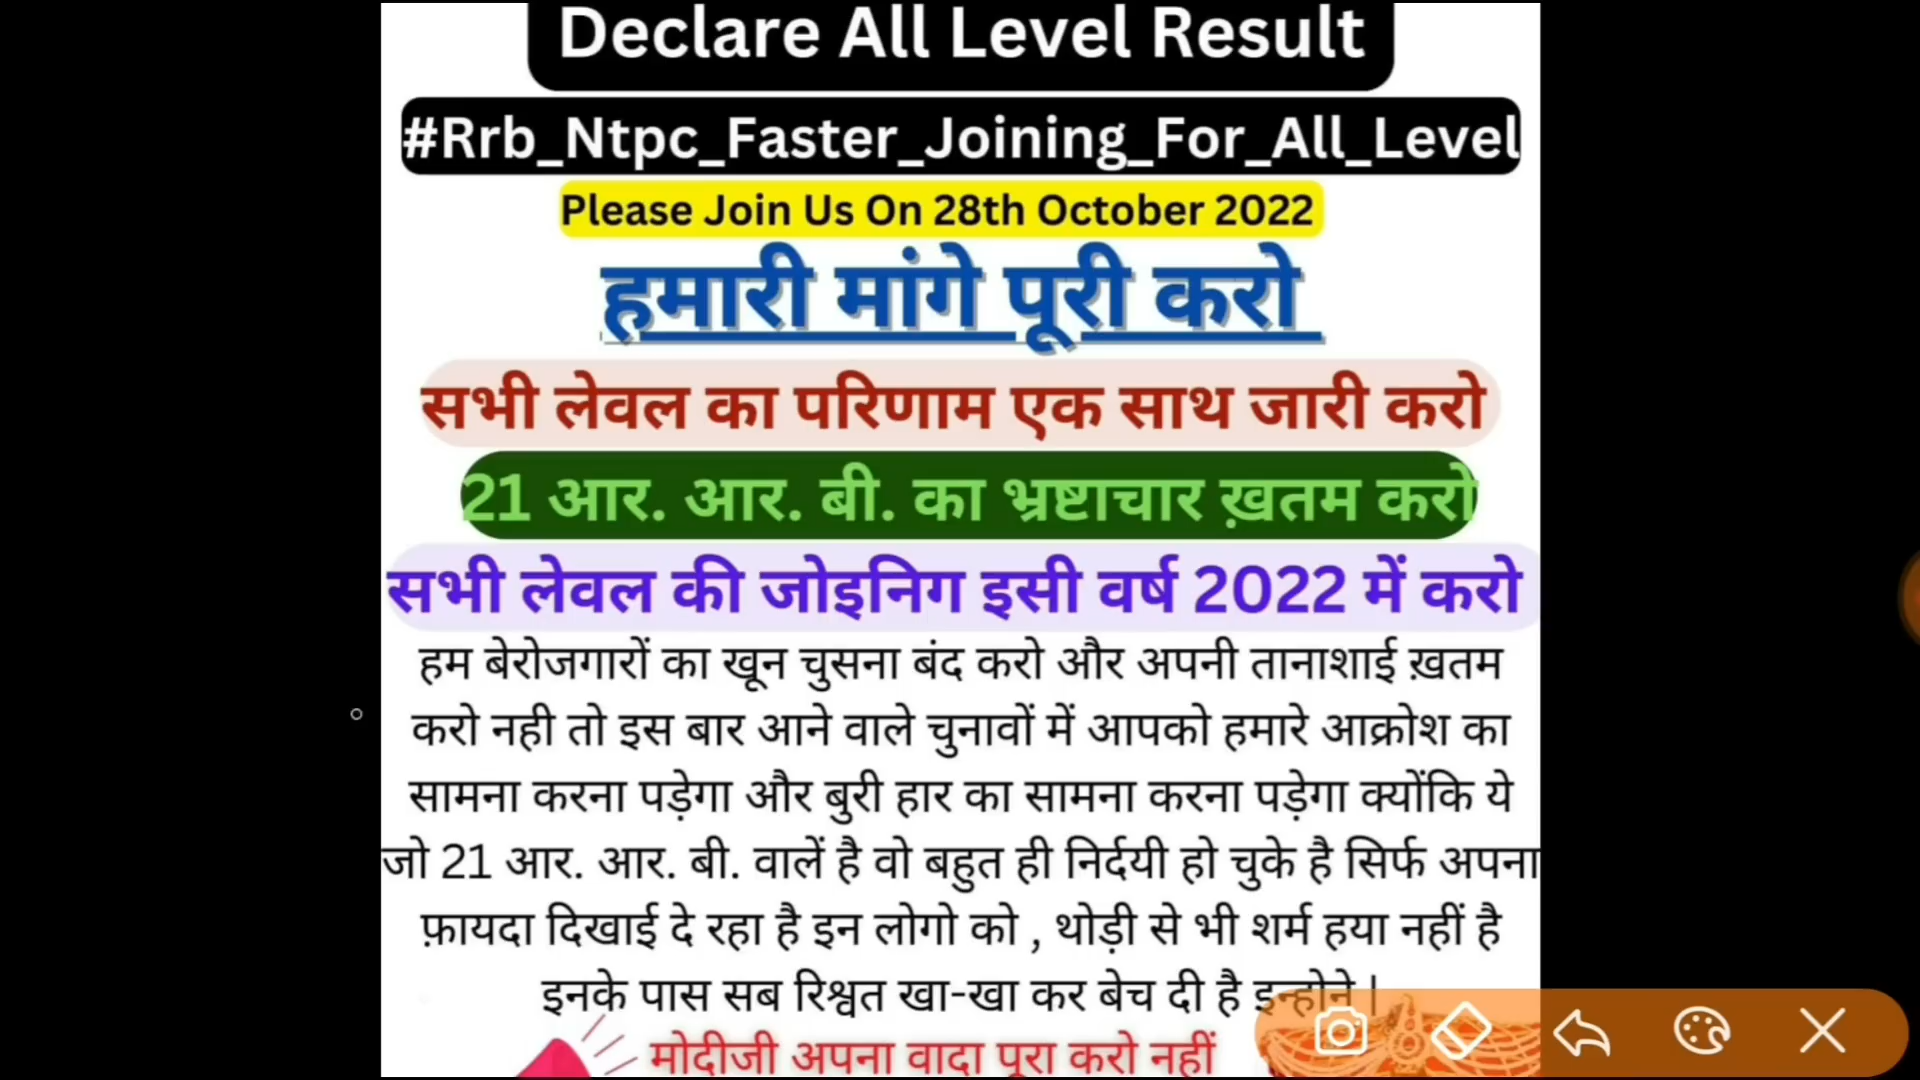 Declare All Level Result
#Rrb_Ntpc_Faster_Joining_For_All_Level
Please Join Us On 28th October 2022
हमारी मांगे पूरी करो
सभी लेवल का परिणाम एक साथ जारी करो
21 आर. आर. बी. का भ्रष्टाचार ख़तम करो
सभी लेवल की जोइनिग इसी वर्ष 2022 में करो
हम बेरोजगारों का खून चुसना बंद करो और अपनी तानाशाई ख़तम
करो नही तो इस बार आने वाले चुनावों में आपको हमारे आक्रोश का
सामना करना पड़ेगा और बुरी हार का सामना करना पड़ेगा क्योंकि ये
जो 21 आर. आर. बी. वालें है वो बहुत ही निर्दयी हो चुके है सिर्फ अपना
फ़ायदा दिखाई दे रहा है इन लोगो को , थोड़ी से भी शर्म हया नहीं है
इनके पास सब रिश्वत खा-खा कर बेच दी है इन्होने |
मोदीजी अपना वादा पूरा करो नहीं